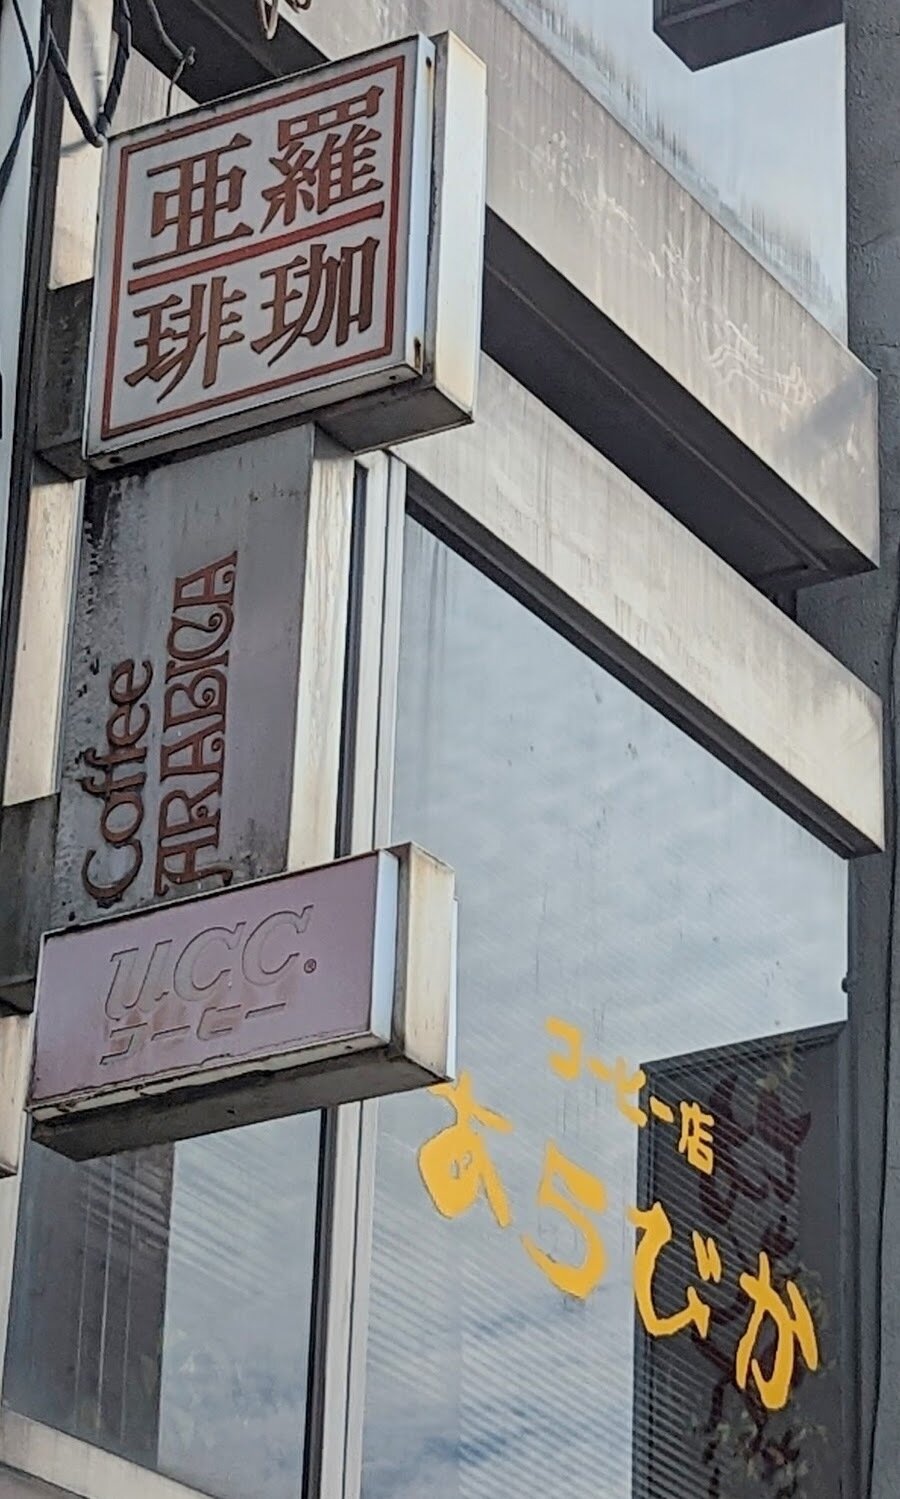 亜羅
琲珈
Coffee
ARABICA
UCC®
コーヒー
コーヒー店
あらびか